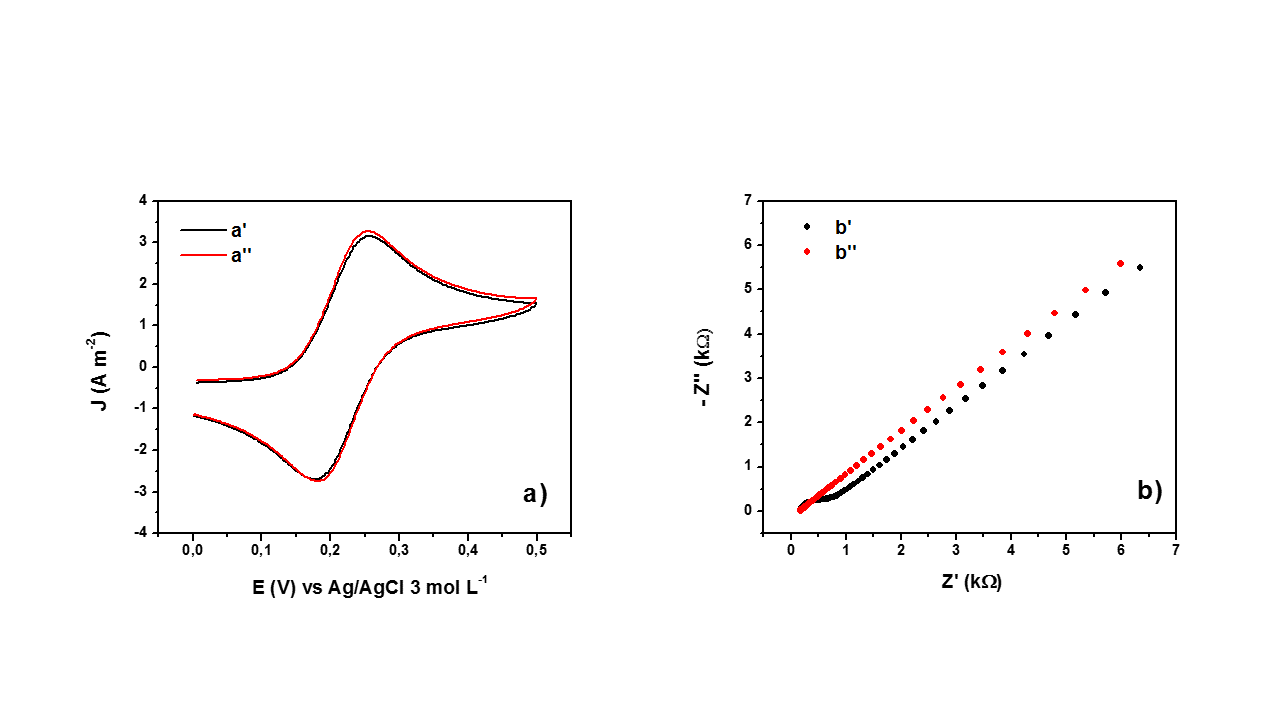 4
3
2
1
0
-1
-2
-3
-4
J (A m-2)
a'
a''
a)
0,0 0,1 0,2 0,3 0,4 0,5
E (V) vs Ag/AgCl 3 mol L-1
7
6
5
4
3
2
1
0
- Z'' (kΩ)
b'
b''
b)
0 1 2 3 4 5 6 7
Z' (kΩ)